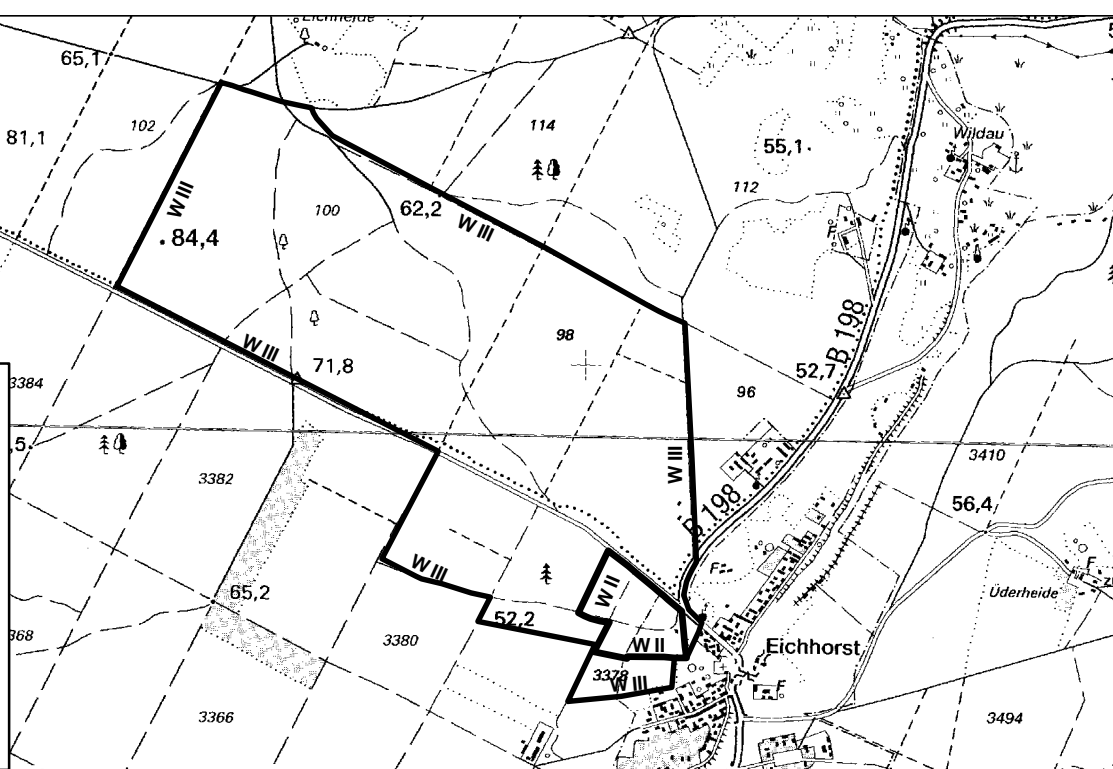 Eichheide
65,1
102
81,1
114
55,1
Wildau
112
W III
100
62,2
W III
84,4
B 198
98
W III
71,8
52,7
96
3384
3382
W III
3410
B 198
56,4
F
W III
W II
F
65,2
52,2
Üderheide
368
3380
W II
Eichhorst
3378
W III
F
3366
3494